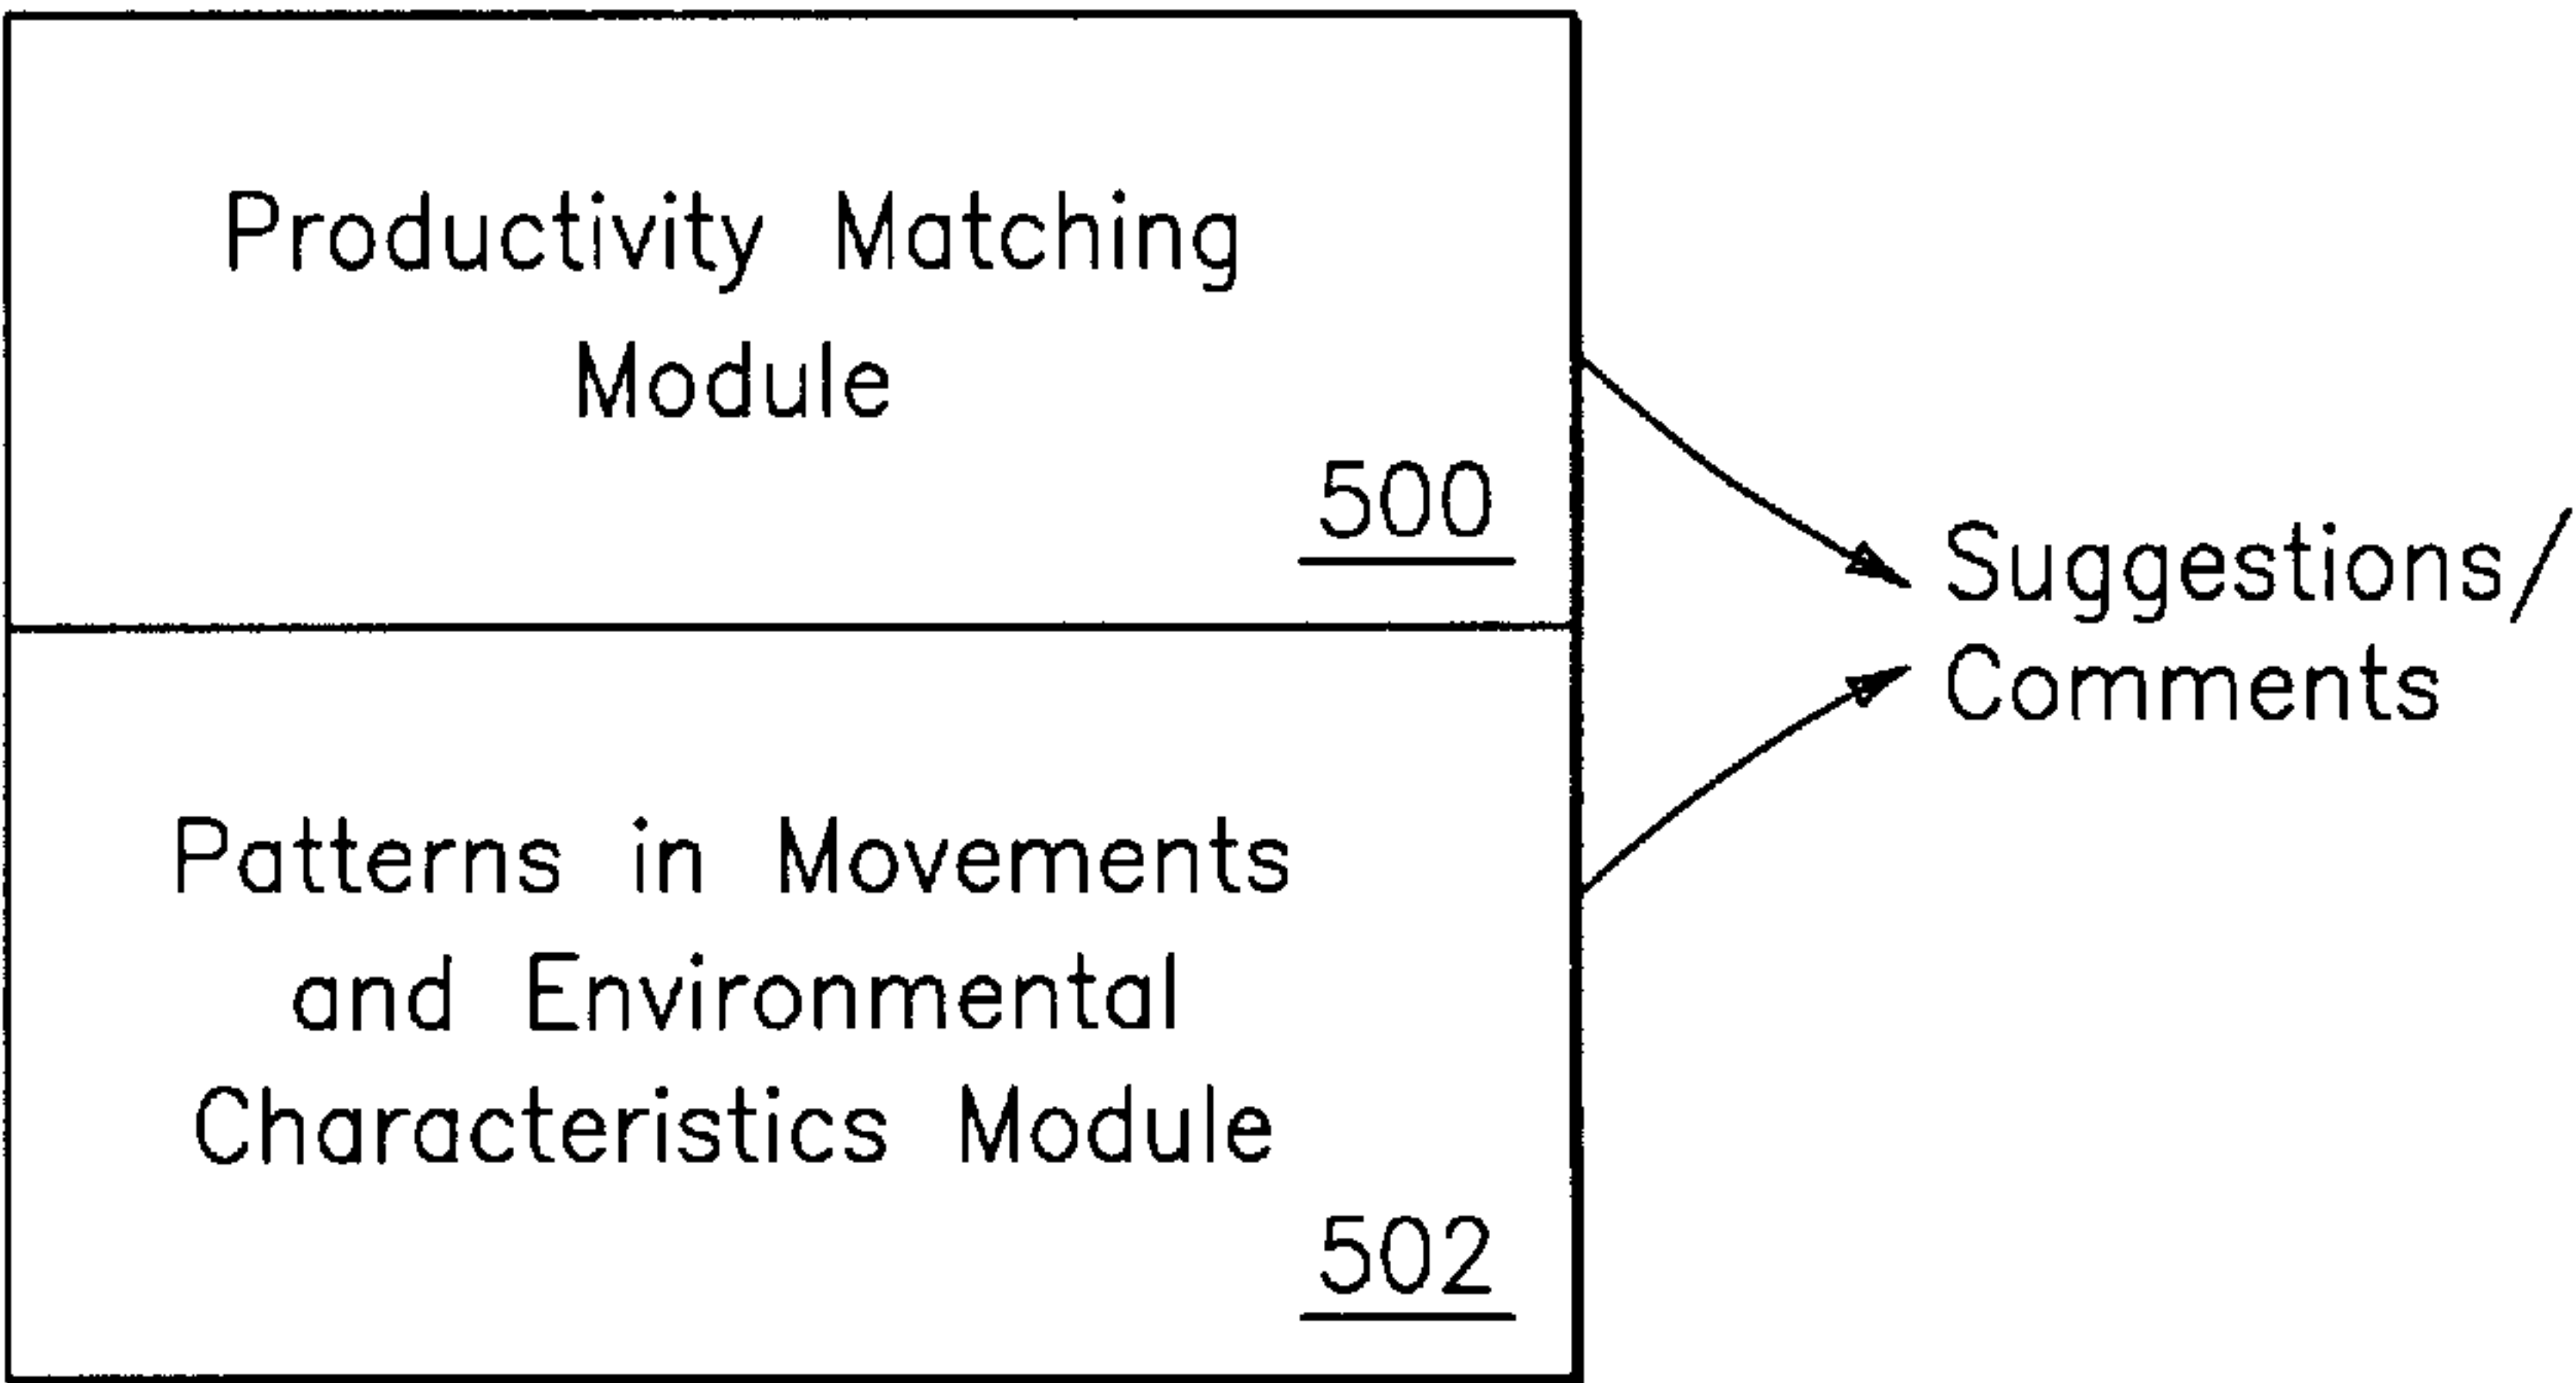 Productivity Matching
Module
500
Suggestions/
Comments
Patterns in Movements
and Environmental
Characteristics Module
502